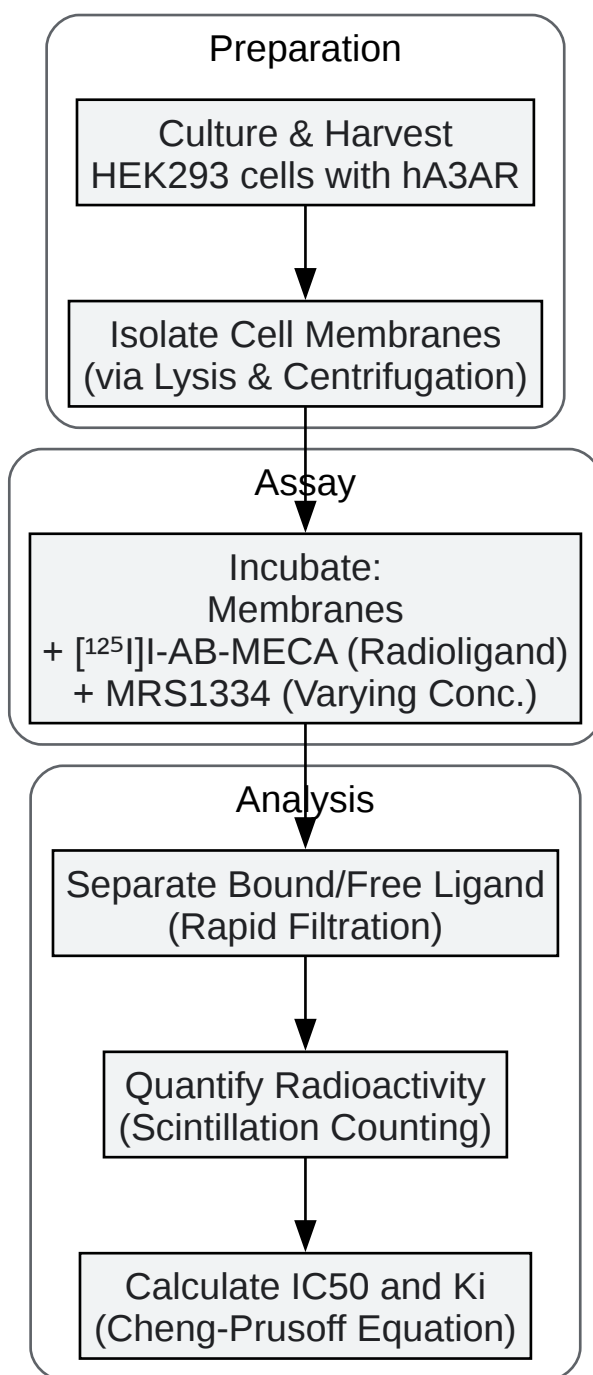 Preparation
Culture & Harvest
HEK293 cells with hA3AR
Isolate Cell Membranes
(via Lysis & Centrifugation)
Assay
Incubate:
Membranes
+ [¹²⁵I]I-AB-MECA (Radioligand)
+ MRS1334 (Varying Conc.)
Analysis
Separate Bound/Free Ligand
(Rapid Filtration)
Quantify Radioactivity
(Scintillation Counting)
Calculate IC50 and Ki
(Cheng-Prusoff Equation)